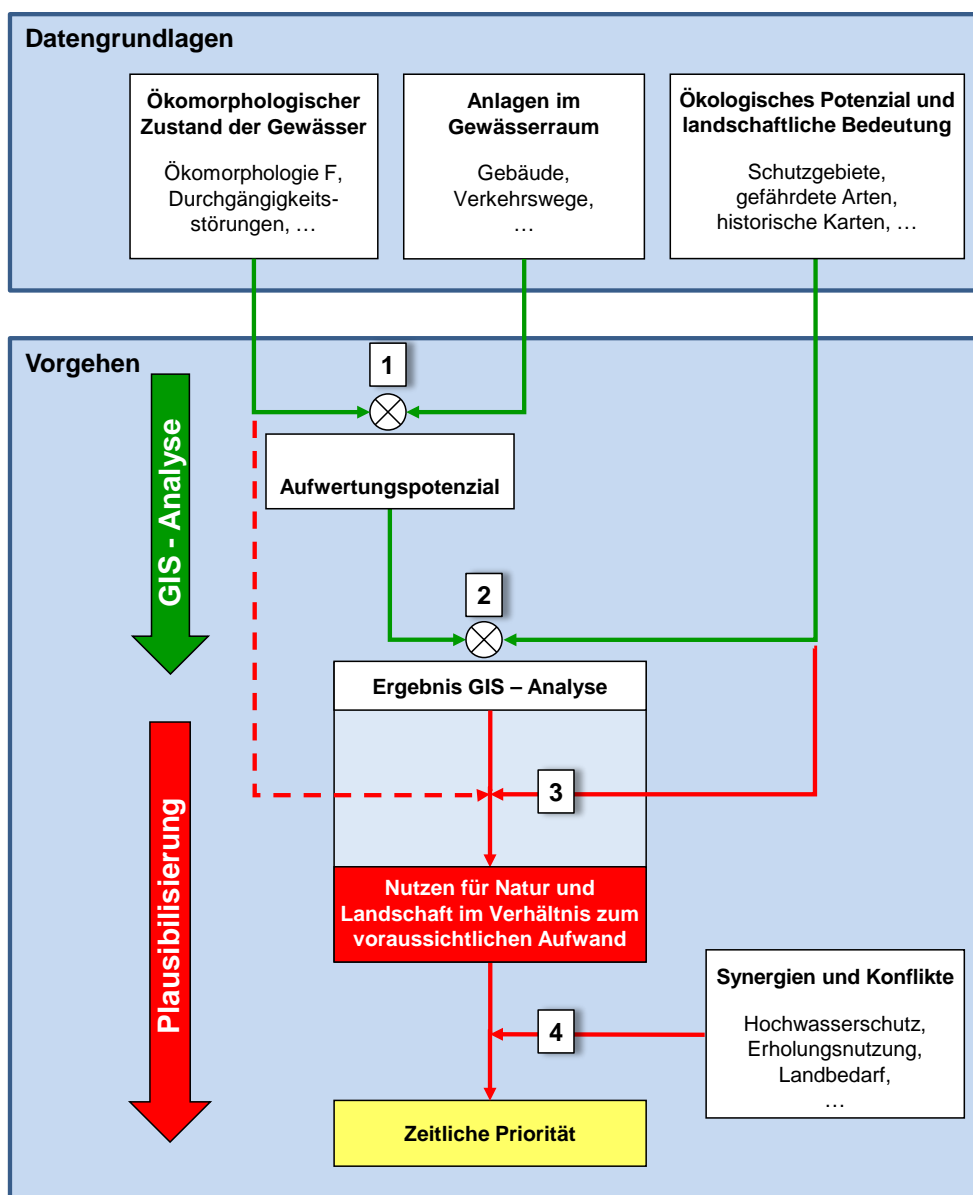 Datengrundlagen
Ökomorphologischer
Zustand der Gewässer
Ökomorphologie F,
Durchgängigkeits-
störungen, …
Anlagen im
Gewässerraum
Gebäude,
Verkehrswege,
…
Ökologisches Potenzial und
landschaftliche Bedeutung
Schutzgebiete,
gefährdete Arten,
historische Karten, …
Vorgehen
GIS - Analyse
1
Aufwertungspotenzial
2
Ergebnis GIS – Analyse
Plausibilisierung
3
Nutzen für Natur und
Landschaft im Verhältnis zum
voraussichtlichen Aufwand
4
Synergien und Konflikte
Hochwasserschutz,
Erholungsnutzung,
Landbedarf,
…
Zeitliche Priorität